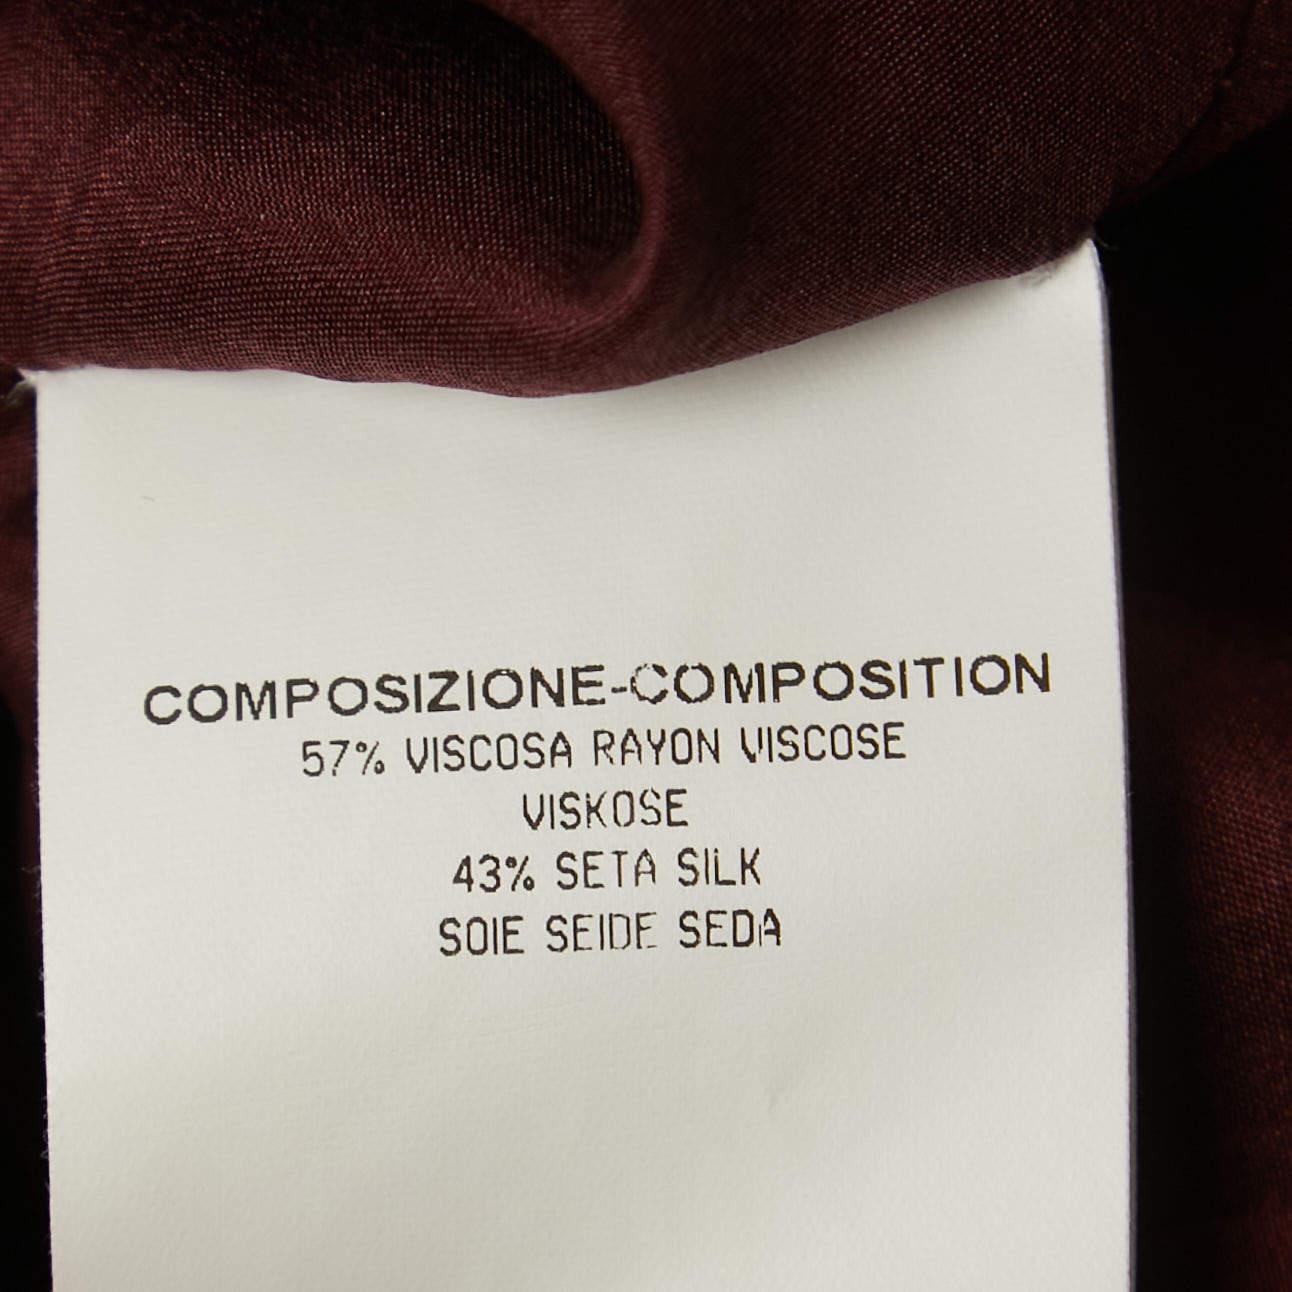 COMPOSIZIONE-COMPOSITION
57% VISCOSA RAYON VISCOSE
VISKOSE
43% SETA SILK
SOIE SEIDE SEDA